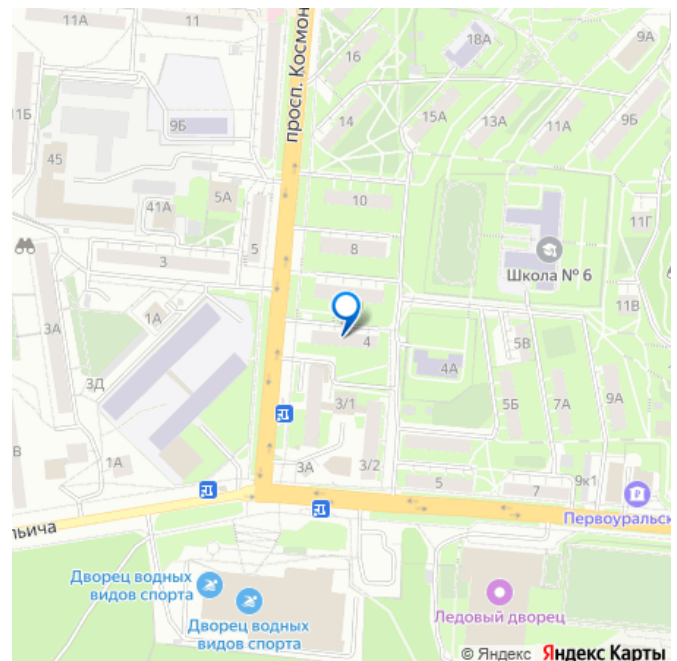 11А
11
16
18А
9А
просп. Космон
14
15А
13А
11А
9Б
11Б
9Б
45
5А
41А
10
11Г
5
8
3
Школа № 6
11В
1А
4
3А
5В
4А
3Д
5Б
7А
9А
3/1
В
1А
3А
3/2
5
7
9к1
Первоуральск
льича
Дворец водных
видов спорта
Дворец водных
видов спорта
Ледовый дворец
© Яндекс Яндекс Карты